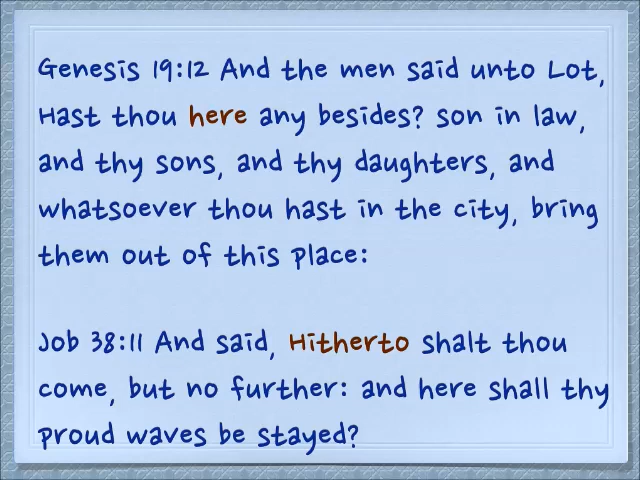 Genesis 19:12 And the men said unto Lot,
Hast thou here any besides? son in law,
and thy sons, and thy daughters, and
whatsoever thou hast in the city, bring
them out of this place:
Job 38:11 And said, Hitherto shalt thou
come, but no further: and here shall thy
proud waves be stayed?